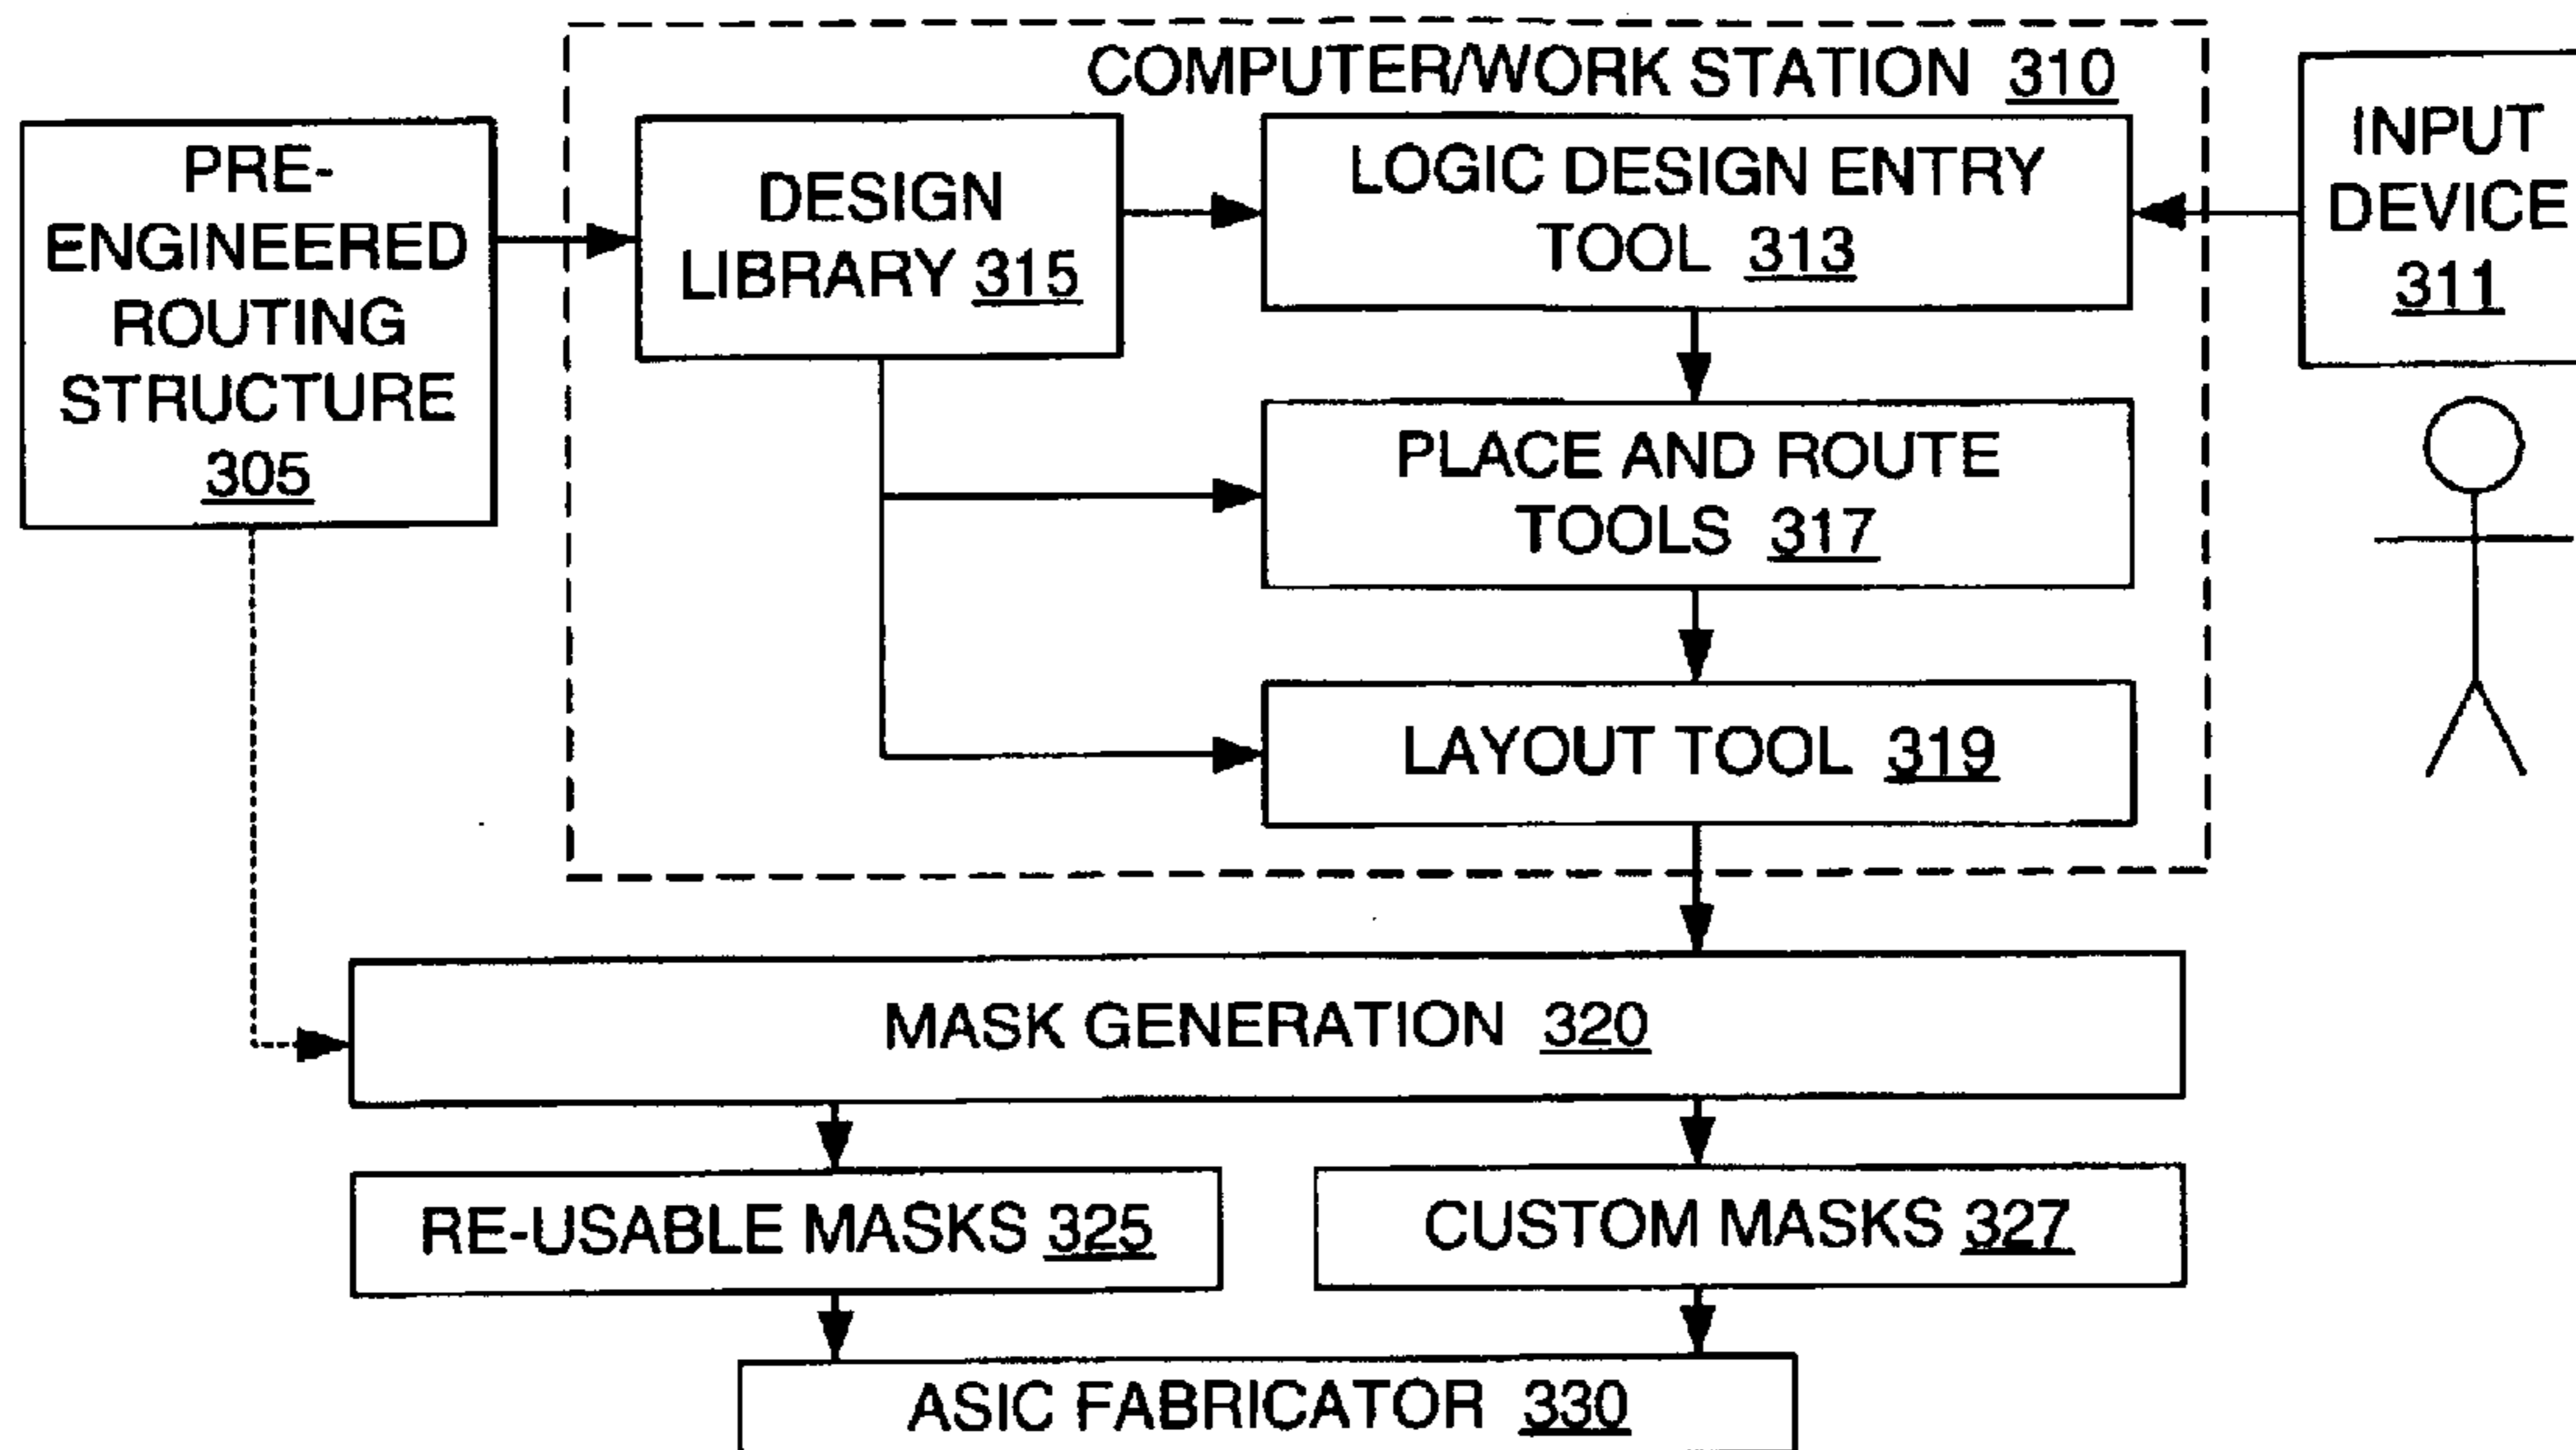 COMPUTER/WORK STATION 310
PRE-
ENGINEERED
ROUTING
STRUCTURE
305
DESIGN
LIBRARY 315
LOGIC DESIGN ENTRY
TOOL 313
INPUT
DEVICE
311
PLACE AND ROUTE
TOOLS 317
LAYOUT TOOL 319
MASK GENERATION 320
RE-USABLE MASKS 325
CUSTOM MASKS 327
ASIC FABRICATOR 330